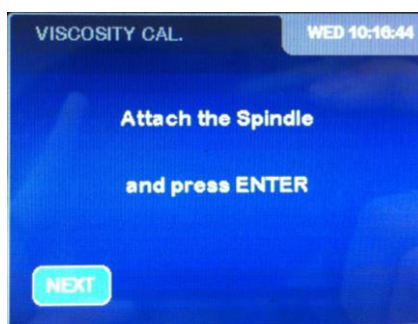 VISCOSITY CAL.
WED 10:16:44
Attach the Spindle
and press ENTER
NEXT